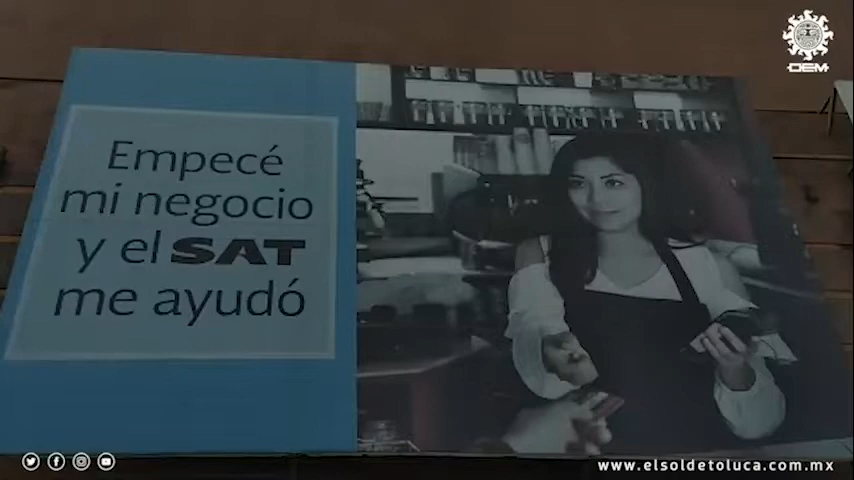 OEM
Empecé
mi negocio
y el SAT
me ayudó
www.elsoldetoluca.com.mx